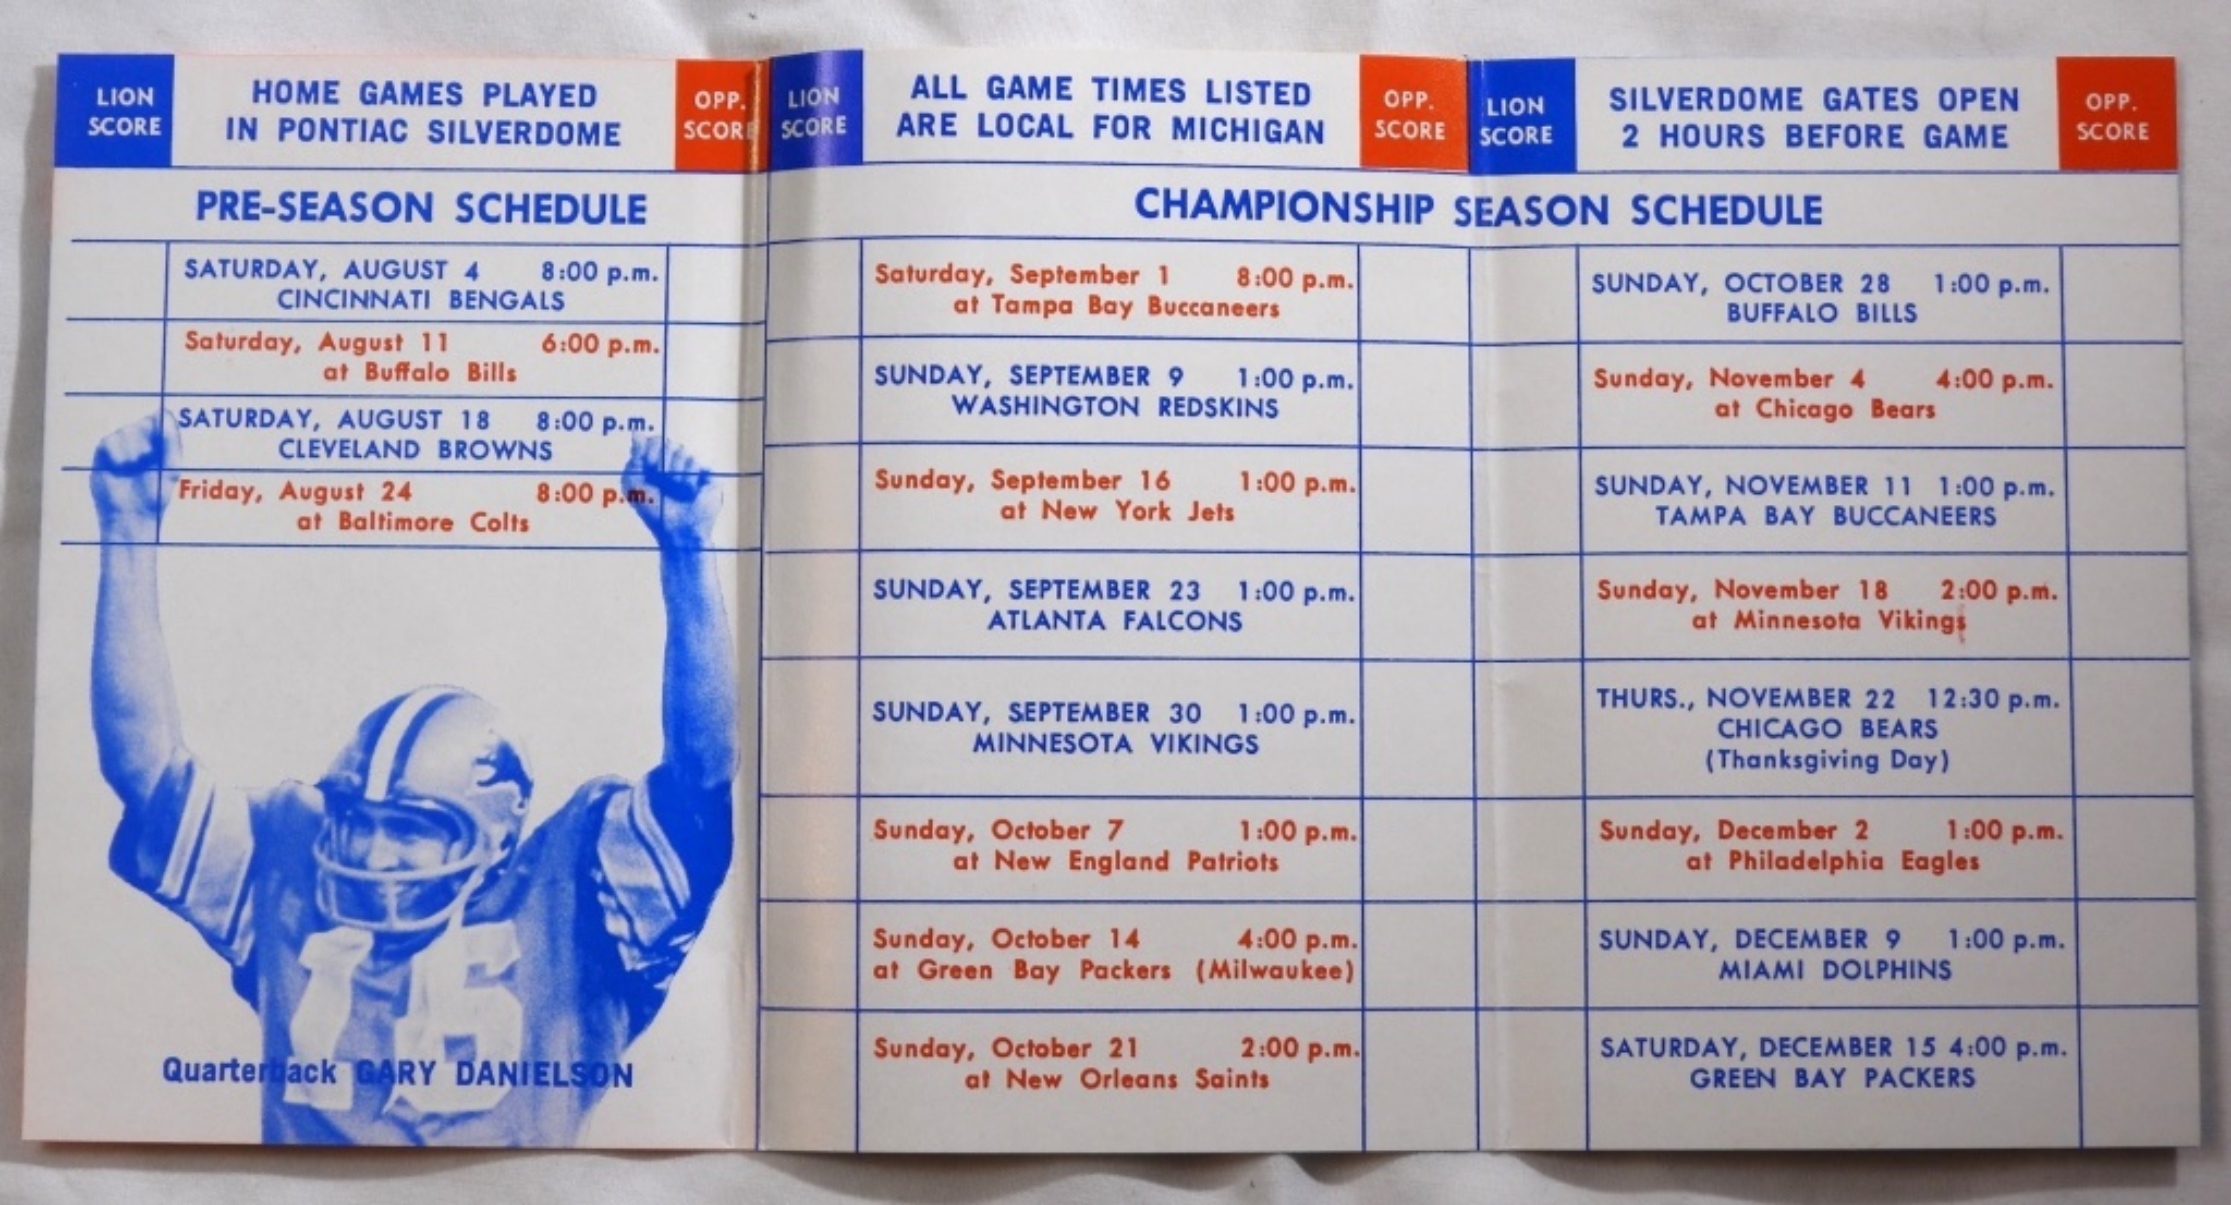 LION
SCORE
HOME GAMES PLAYED
IN PONTIAC SILVERDOME
OPP.
SCORE
PRE-SEASON SCHEDULE
SATURDAY, AUGUST 4 8:00 p.m.
CINCINNATI BENGALS
Saturday, August 11 6:00 p.m.
at Buffalo Bills
SATURDAY, AUGUST 18 8:00 p.m.
CLEVELAND BROWNS
Friday, August 24 8:00 p.m.
at Baltimore Colts
Quarterback GARY DANIELSON
LION
SCORE
ALL GAME TIMES LISTED
ARE LOCAL FOR MICHIGAN
OPP.
SCORE
LION
SCORE
SILVERDOME GATES OPEN
2 HOURS BEFORE GAME
OPP.
SCORE
CHAMPIONSHIP SEASON SCHEDULE
Saturday, September 1 8:00 p.m.
at Tampa Bay Buccaneers
SUNDAY, SEPTEMBER 9 1:00 p.m.
WASHINGTON REDSKINS
Sunday, September 16 1:00 p.m.
at New York Jets
SUNDAY, SEPTEMBER 23 1:00 p.m.
ATLANTA FALCONS
SUNDAY, SEPTEMBER 30 1:00 p.m.
MINNESOTA VIKINGS
Sunday, October 7 1:00 p.m.
at New England Patriots
Sunday, October 14 4:00 p.m.
at Green Bay Packers (Milwaukee)
Sunday, October 21 2:00 p.m.
at New Orleans Saints
SUNDAY, OCTOBER 28 1:00 p.m.
BUFFALO BILLS
Sunday, November 4 4:00 p.m.
at Chicago Bears
SUNDAY, NOVEMBER 11 1:00 p.m.
TAMPA BAY BUCCANEERS
Sunday, November 18 2:00 p.m.
at Minnesota Vikings
THURS., NOVEMBER 22 12:30 p.m.
CHICAGO BEARS
(Thanksgiving Day)
Sunday, December 2 1:00 p.m.
at Philadelphia Eagles
SUNDAY, DECEMBER 9 1:00 p.m.
MIAMI DOLPHINS
SATURDAY, DECEMBER 15 4:00 p.m.
GREEN BAY PACKERS